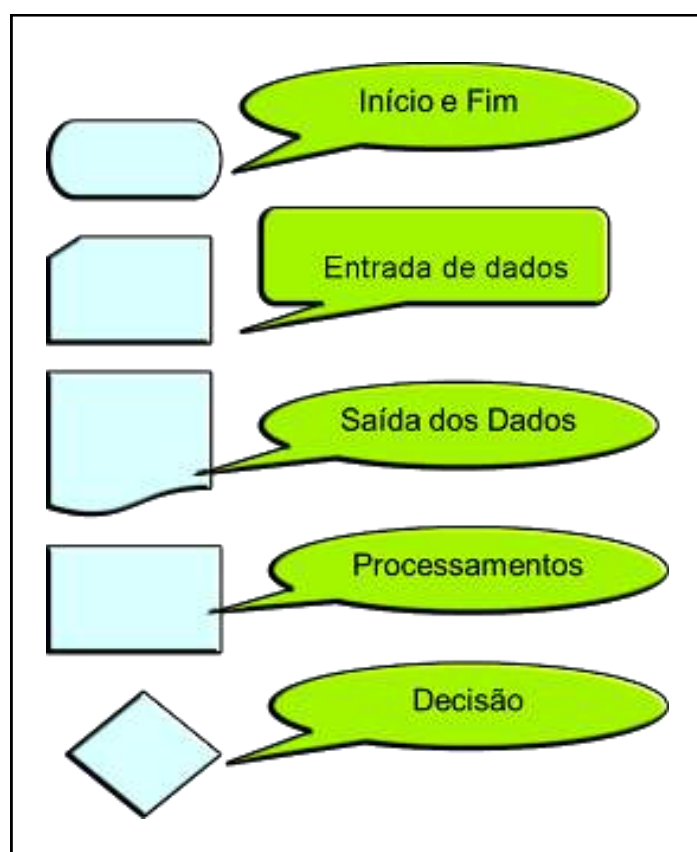 Início e Fim
Entrada de dados
Saída dos Dados
Processamentos
Decisão